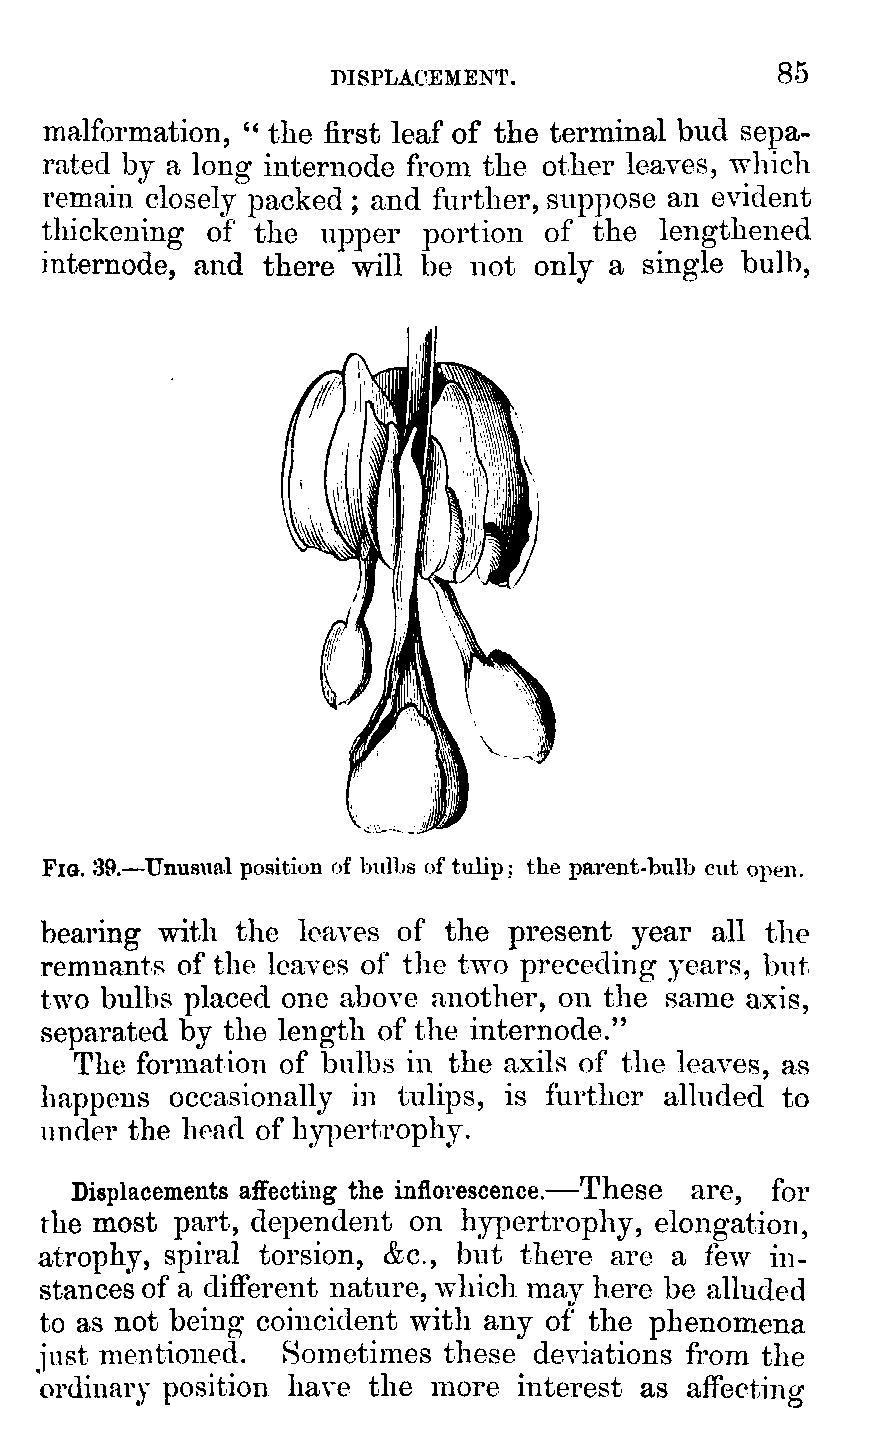 DISPLACEMENT. 85
malformation, “ the first leaf of the terminal bud sepa-
rated by a long internode from the other leaves, which
remain closely packed ; and further, suppose an evident
thickening of the upper portion of the lengthened
internode, and there will be not only a single bulb,
Fig. 39.—Unusual position of bulbs of tulip; the parent-bulb cut open.
bearing with the leaves of the present year all the
remnants of the leaves of the two preceding years, but
two bulbs placed one above another, on the same axis,
separated by the length of the internode.”
The formation of bulbs in the axils of the leaves, as
happens occasionally in tulips, is further alluded to
under the head of hypertrophy.
Displacements affecting the inflorescence.—These are, for
the most part, dependent on hypertrophy, elongation,
atrophy, spiral torsion, &c., but there are a few in-
stances of a different nature, which may here be alluded
to as not being coincident with any of the phenomena
just mentioned. Sometimes these deviations from the
ordinary position have the more interest as affecting